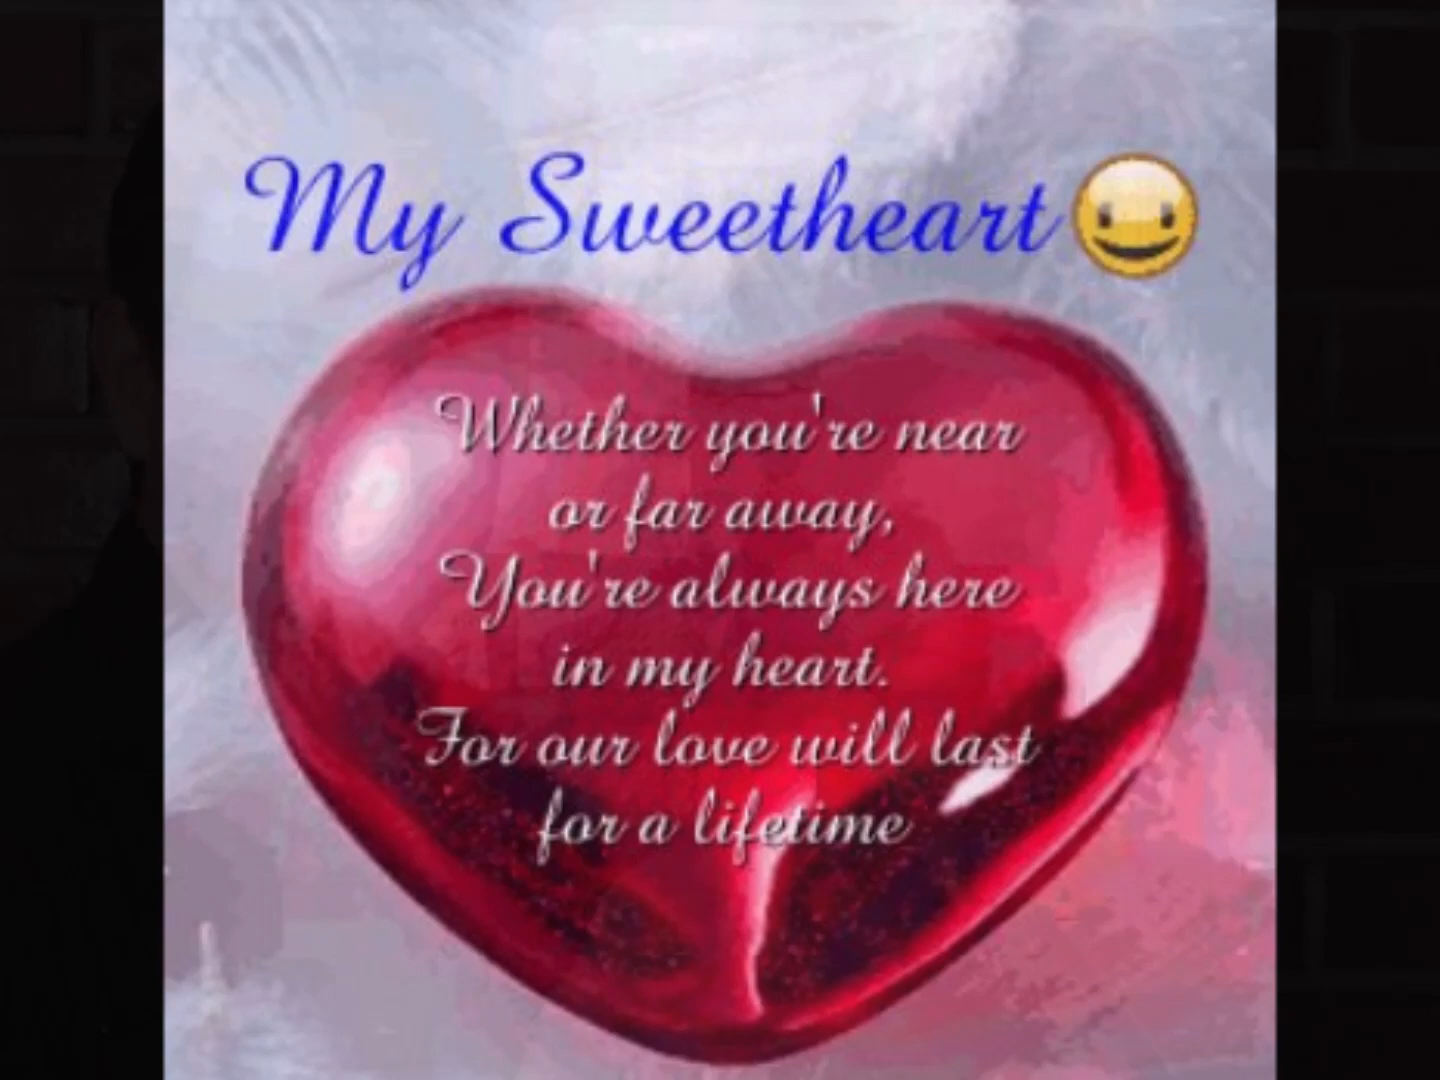 My Sweetheart
Whether you're near
or far away,
You're always here
in my heart.
For our love will last
for a lifetime